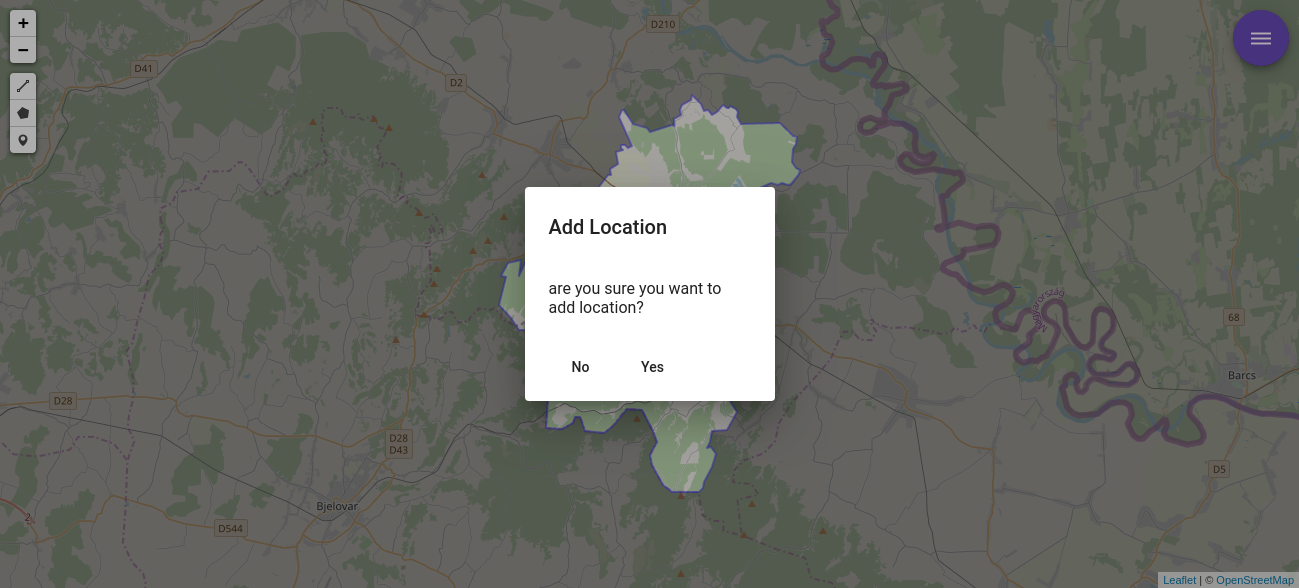 +
−
D210
D41
D2
Add Location
are you sure you want to
add location?
No
Yes
Magyarország
68
Barcs
D28
D28
D43
D5
Bjelovar
2
D544
Leaflet | © OpenStreetMap